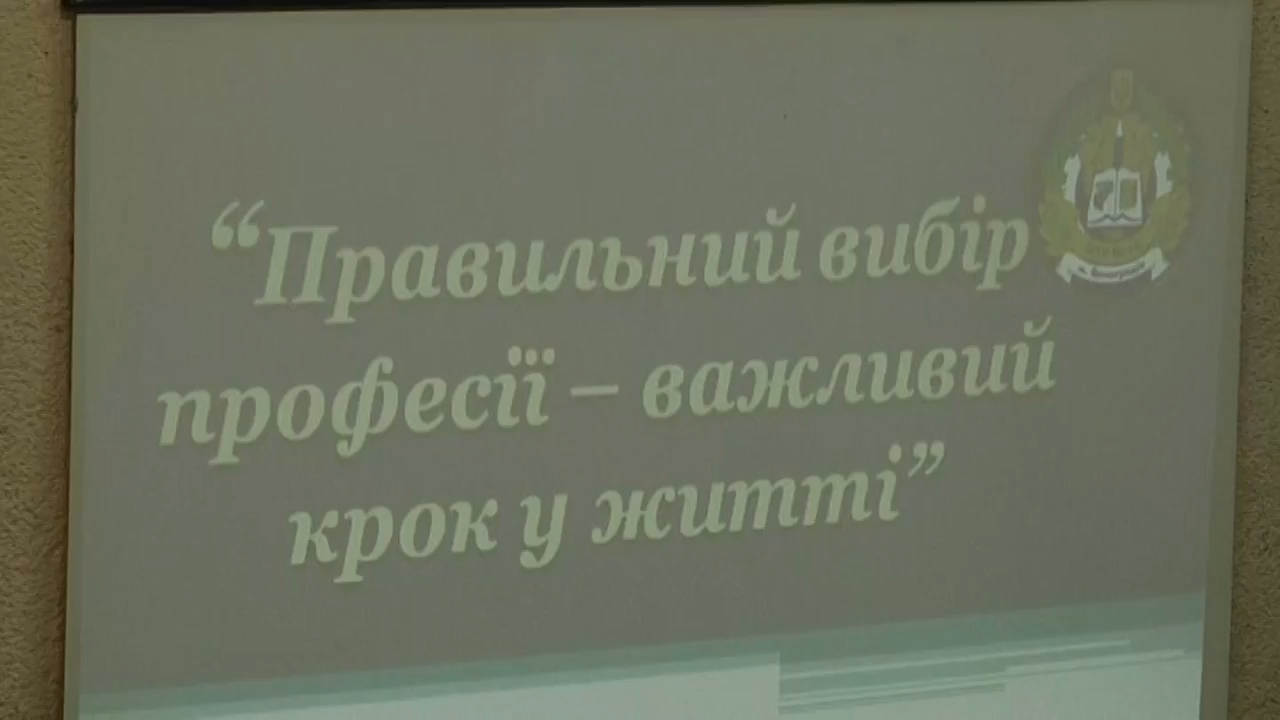 “Правильний вибір
професії – важливий
крок у житті”